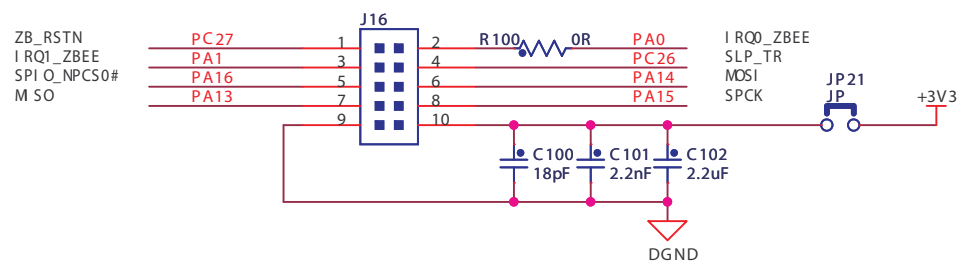 J16
ZB_RSTN PC27 1 2 R100 0R PA0 IRQ0_ZBEE
IRQ1_ZBEE PA1 3 4 PC26 SLP_TR
SPI0_NPCS0# PA16 5 6 PA14 MOSI
MISO PA13 7 8 PA15 SPCK
9 10
JP21
JP
+3V3
C100
18pF
C101
2.2nF
C102
2.2uF
DGND